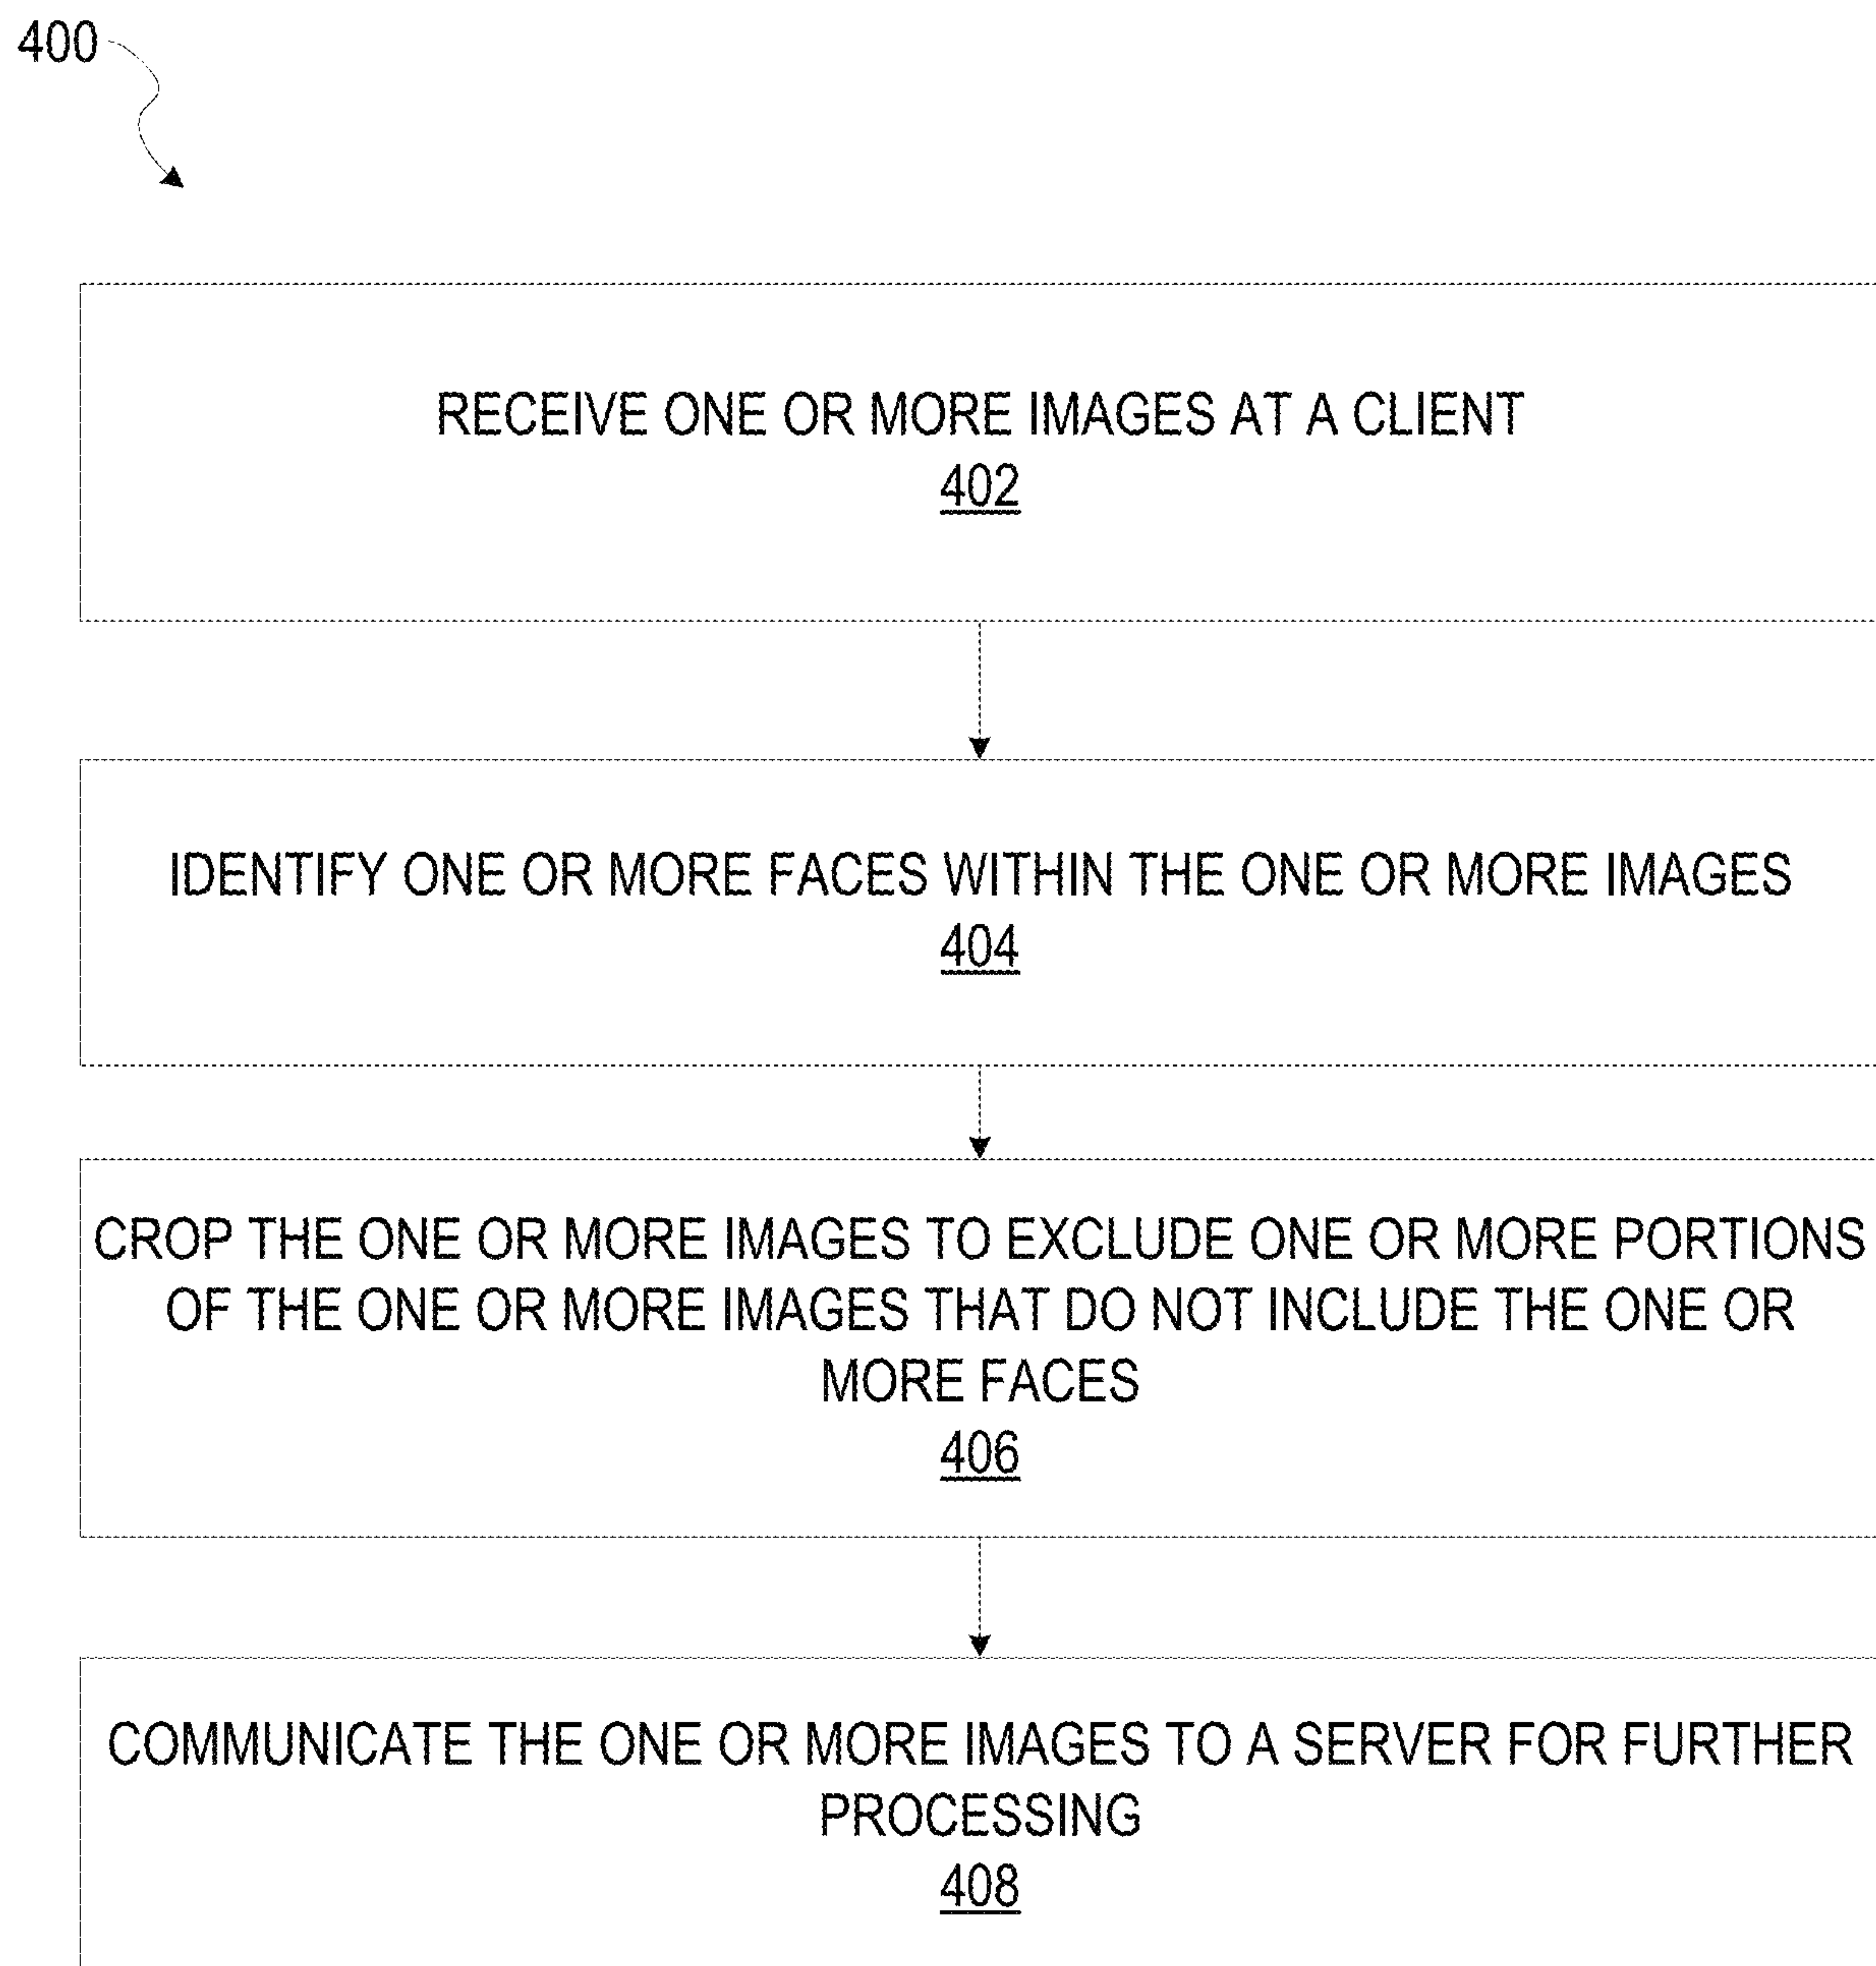 400
RECEIVE ONE OR MORE IMAGES AT A CLIENT
402
IDENTIFY ONE OR MORE FACES WITHIN THE ONE OR MORE IMAGES
404
CROP THE ONE OR MORE IMAGES TO EXCLUDE ONE OR MORE PORTIONS
OF THE ONE OR MORE IMAGES THAT DO NOT INCLUDE THE ONE OR
MORE FACES
406
COMMUNICATE THE ONE OR MORE IMAGES TO A SERVER FOR FURTHER
PROCESSING
408